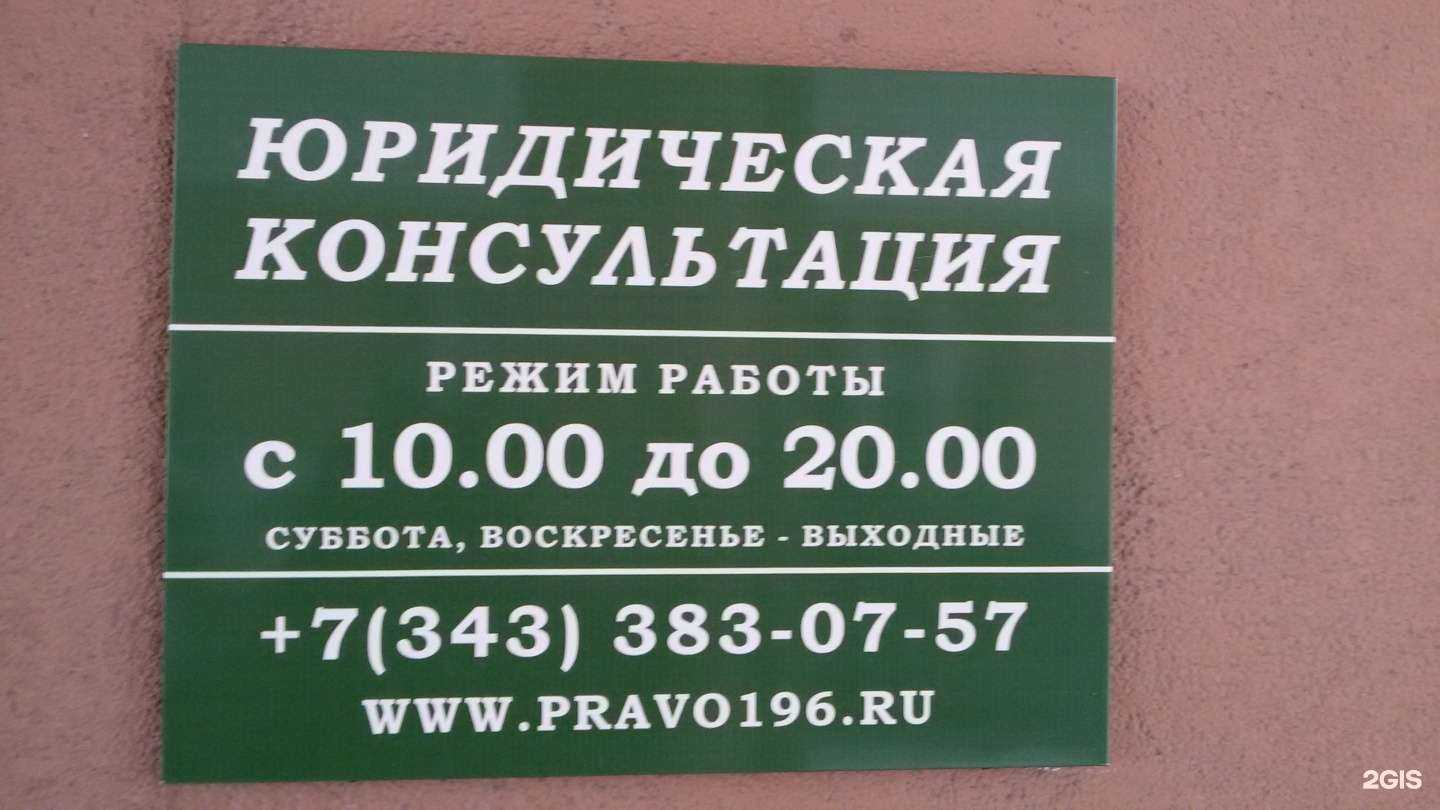 ЮРИДИЧЕСКАЯ
КОНСУЛЬТАЦИЯ
РЕЖИМ РАБОТЫ
с 10.00 до 20.00
СУББОТА, ВОСКРЕСЕНЬЕ - ВЫХОДНЫЕ
+7(343) 383-07-57
WWW.PRAVO196.RU
2GIS